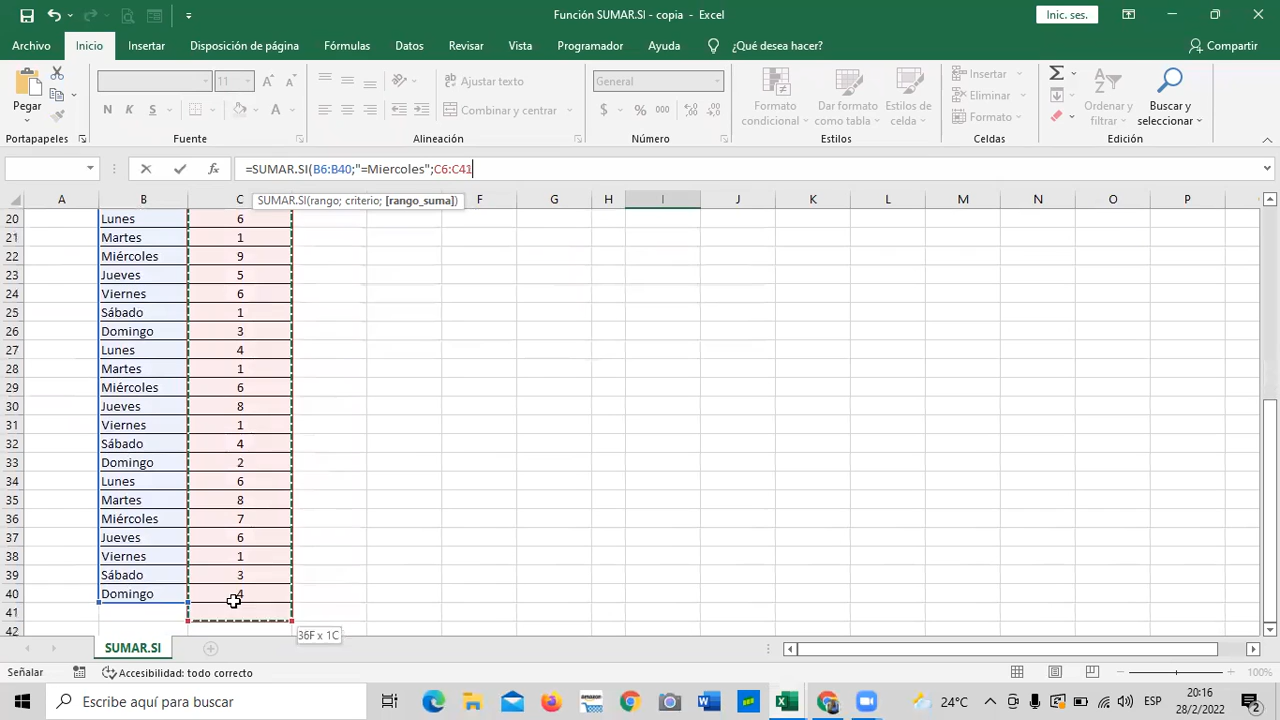 Función SUMAR.SI - copia - Excel
Inic. ses.
Archivo Inicio Insertar Disposición de página Fórmulas Datos Revisar Vista Programador Ayuda ¿Qué desea hacer? Compartir
Pegar
11
N K S
A A
Ajustar texto
Combinar y centrar
General
$ % 000
Formato condicional
Dar formato como tabla
Estilos de celda
Insertar
Eliminar
Formato
Ordenar y filtrar
Buscar y seleccionar
Portapapeles Fuente Alineación Número Estilos Celdas Edición
fx =SUMAR.SI(B6:B40;"=Miercoles";C6:C41
SUMAR.SI(rango; criterio; [rango_suma])
A B C G H I J K L M N O P
20 Lunes 6
21 Martes 1
22 Miércoles 9
23 Jueves 5
24 Viernes 6
25 Sábado 1
26 Domingo 3
27 Lunes 4
28 Martes 1
29 Miércoles 6
30 Jueves 8
31 Viernes 1
32 Sábado 4
33 Domingo 2
34 Lunes 6
35 Martes 8
36 Miércoles 7
37 Jueves 6
38 Viernes 1
39 Sábado 3
40 Domingo 4
41
42
36F x 1C
SUMAR.SI
Señalar Accesibilidad: todo correcto 100%
Escribe aquí para buscar
24°C
ESP
20:16
28/2/2022
2